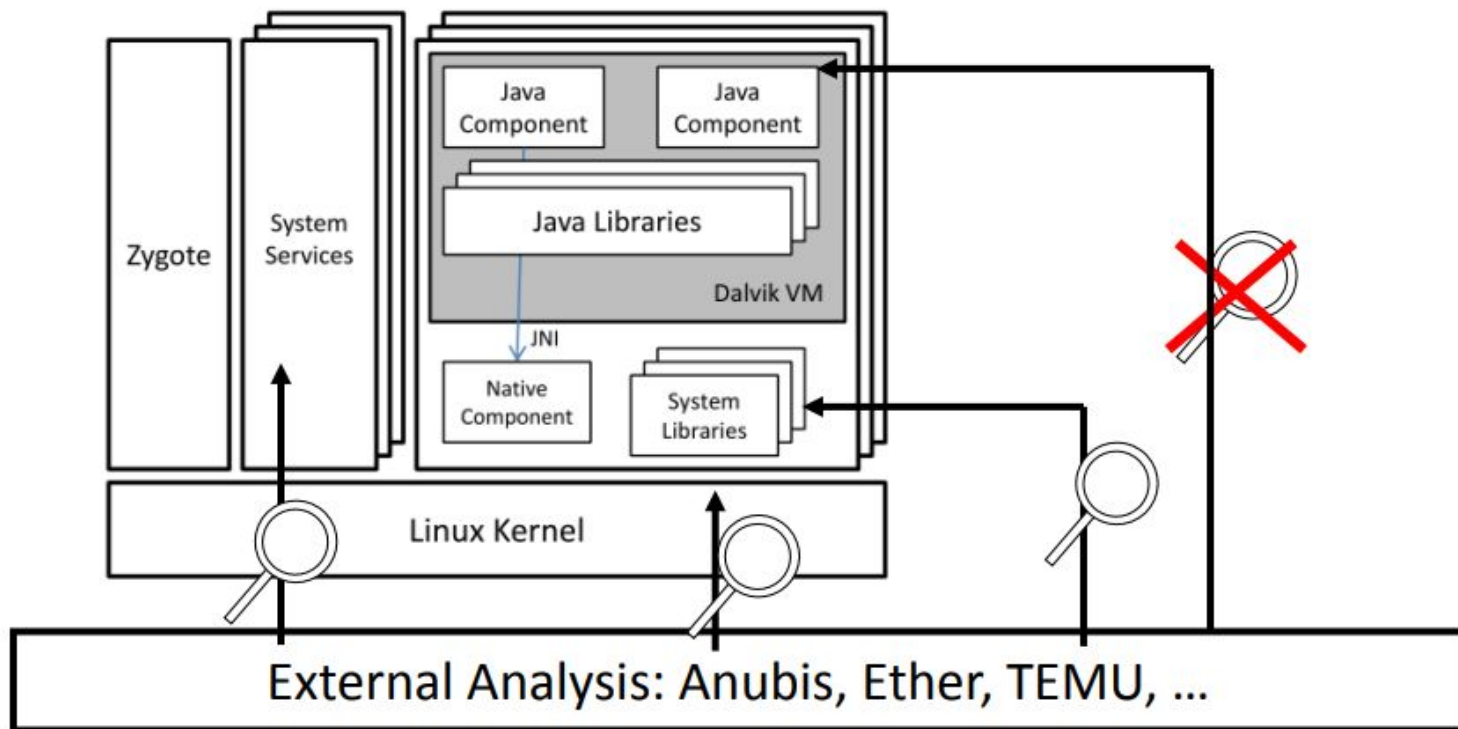 Zygote
System
Services
Java
Component
Java
Component
Java Libraries
Dalvik VM
JNI
Native
Component
System
Libraries
Linux Kernel
External Analysis: Anubis, Ether, TEMU, ...